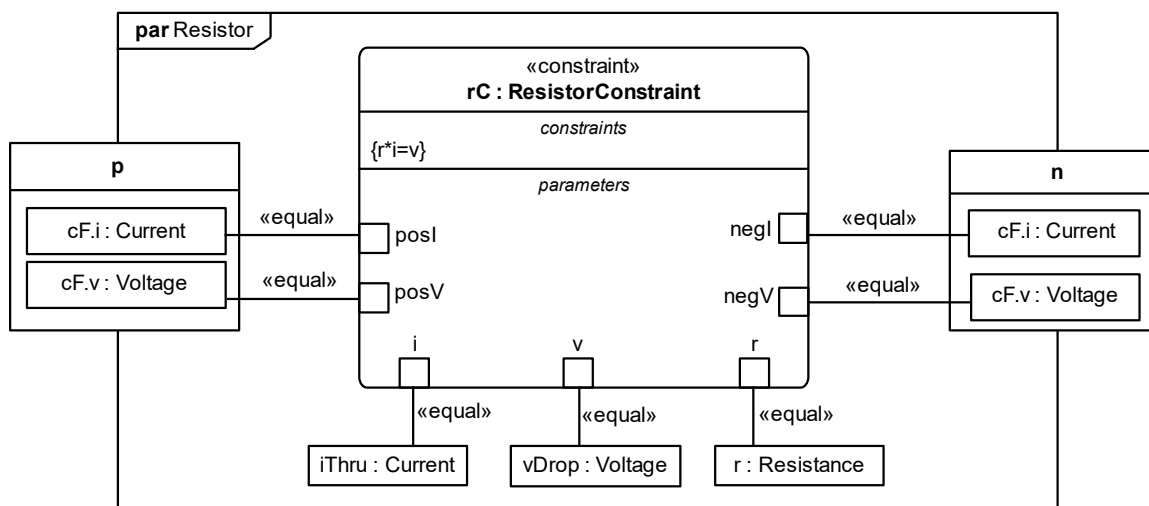 par Resistor
«constraint»
rC : ResistorConstraint
constraints
{r*i=v}
parameters
p
cF.i : Current
cF.v : Voltage
«equal»
«equal»
posI
posV
negI
negV
«equal»
«equal»
n
cF.i : Current
cF.v : Voltage
i
v
r
«equal»
«equal»
«equal»
iThru : Current
vDrop : Voltage
r : Resistance